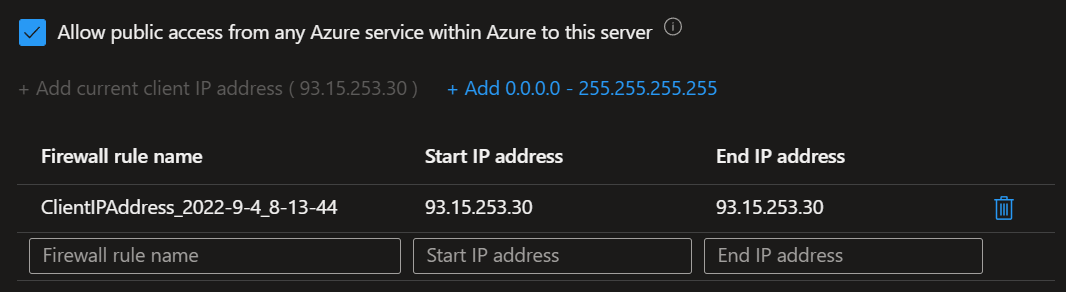 Allow public access from any Azure service within Azure to this server
+ Add current client IP address ( 93.15.253.30 ) + Add 0.0.0.0 - 255.255.255.255
Firewall rule name Start IP address End IP address
ClientIPAddress_2022-9-4_8-13-44 93.15.253.30 93.15.253.30
Firewall rule name Start IP address End IP address